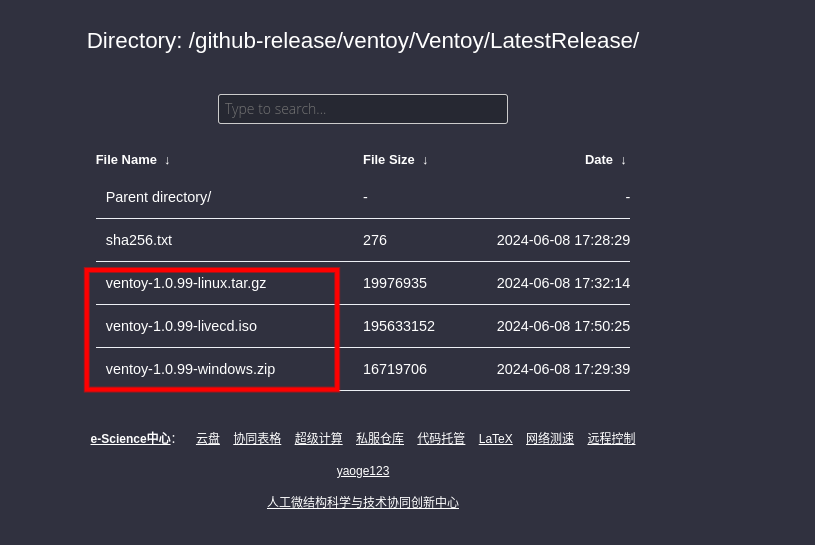 Directory: /github-release/ventoy/Ventoy/LatestRelease/
Type to search...
File Name ↓ File Size ↓ Date ↓
Parent directory/ - -
sha256.txt 276 2024-06-08 17:28:29
ventoy-1.0.99-linux.tar.gz 19976935 2024-06-08 17:32:14
ventoy-1.0.99-livecd.iso 195633152 2024-06-08 17:50:25
ventoy-1.0.99-windows.zip 16719706 2024-06-08 17:29:39
e-Science中心： 云盘 协同表格 超级计算 私服仓库 代码托管 LaTeX 网络测速 远程控制
yaoge123
人工微结构科学与技术协同创新中心